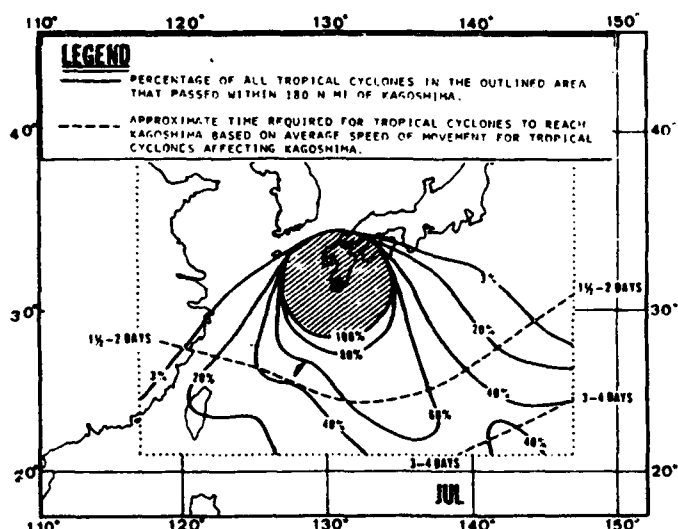 110° 120° 130° 140° 150°
LEGEND
PERCENTAGE OF ALL TROPICAL CYCLONES IN THE OUTLINED AREA
THAT PASSED WITHIN 180 N MI OF KAGOSHIMA.
APPROXIMATE TIME REQUIRED FOR TROPICAL CYCLONES TO REACH
KAGOSHIMA BASED ON AVERAGE SPEED OF MOVEMENT FOR TROPICAL
CYCLONES AFFECTING KAGOSHIMA.
40° 40°
3%
1½-2 DAYS
30° 30°
1½-2 DAYS
100%
80%
20%
3%
20%
40%
60%
40%
3-4 DAYS
40%
3-4 DAYS
20° 20°
JUL
110° 120° 130° 140° 150°